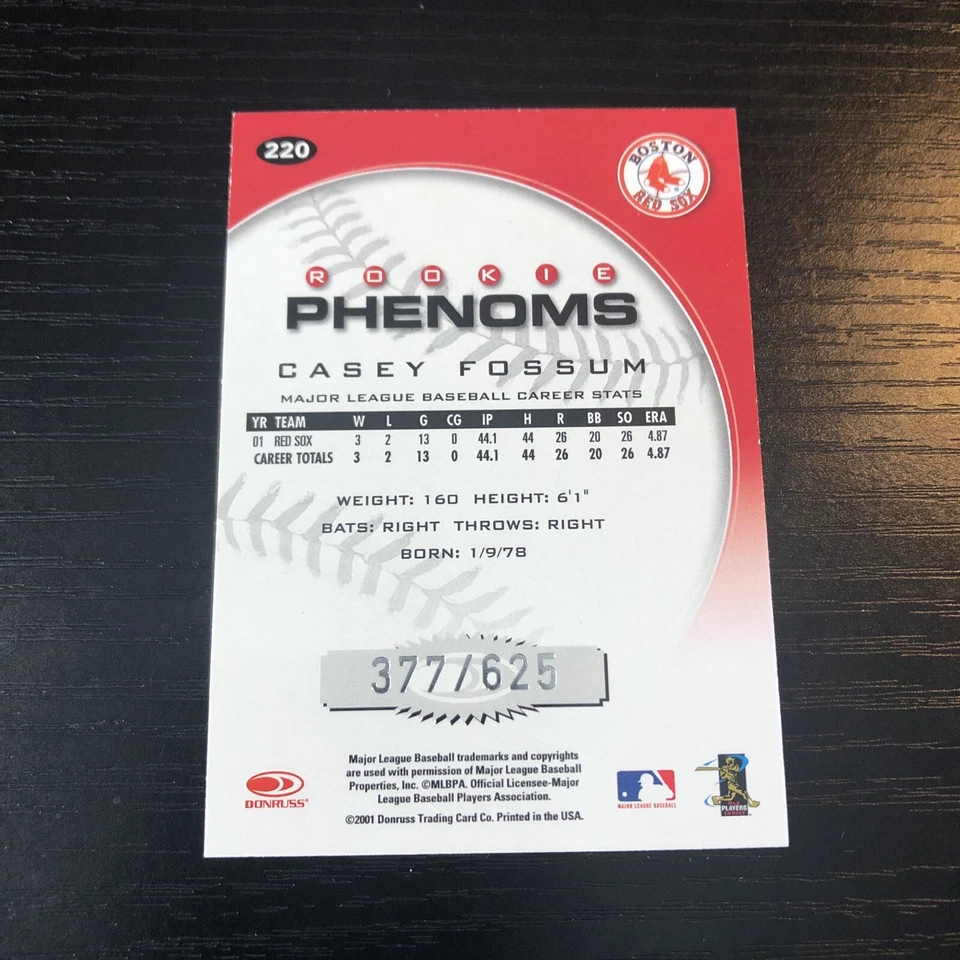 220
BOSTON
RED SOX
ROOKIE
PHENOMS
CASEY FOSSUM
MAJOR LEAGUE BASEBALL CAREER STATS
YR TEAM W L G CG IP H R BB SO ERA
01 RED SOX 3 2 13 0 44.1 44 26 20 26 4.87
CAREER TOTALS 3 2 13 0 44.1 44 26 20 26 4.87
WEIGHT: 160 HEIGHT: 6'1"
BATS: RIGHT THROWS: RIGHT
BORN: 1/9/78
377/625
Major League Baseball trademarks and copyrights
are used with permission of Major League Baseball
Properties, Inc. ©MLBPA. Official Licensee-Major
League Baseball Players Association.
©2001 Donruss Trading Card Co. Printed in the USA.
DONRUSS
MAJOR LEAGUE BASEBALL
PLAYERS